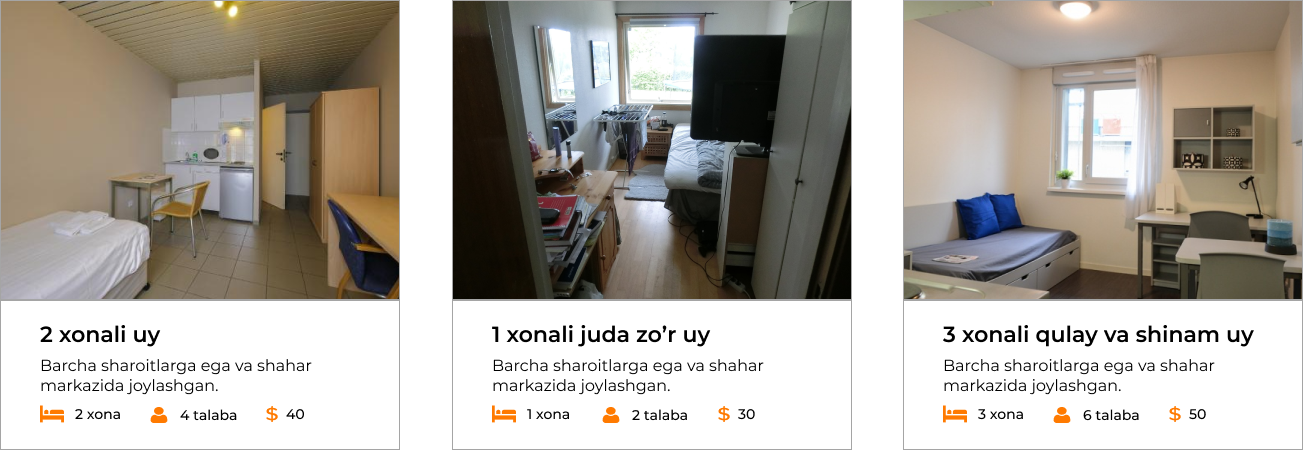 2 xonali uy
Barcha sharoitlarga ega va shahar
markazida joylashgan.
2 xona 4 talaba $ 40
1 xonali juda zo’r uy
Barcha sharoitlarga ega va shahar
markazida joylashgan.
1 xona 2 talaba $ 30
3 xonali qulay va shinam uy
Barcha sharoitlarga ega va shahar
markazida joylashgan.
3 xona 6 talaba $ 50